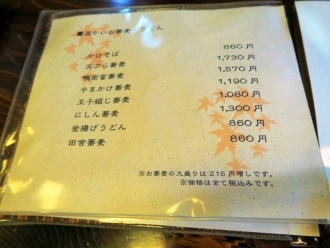 ■温かいお蕎麦 うどん
かけそば 860円
天ぷら蕎麦 1,730円
鴨南蛮蕎麦 1,570円
やまかけ蕎麦 1,190円
玉子綴じ蕎麦 1,080円
にしん蕎麦 1,300円
釜揚げうどん 860円
田舎蕎麦 860円
※お蕎麦の大盛りは215円増しです。
※価格は全て税込みです。